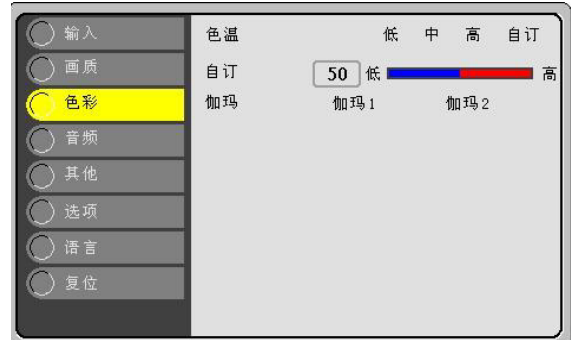 输入
画质
色彩
音频
其他
选项
语言
复位
色温 低 中 高 自订
自订 50 低 高
伽玛 伽玛1 伽玛2